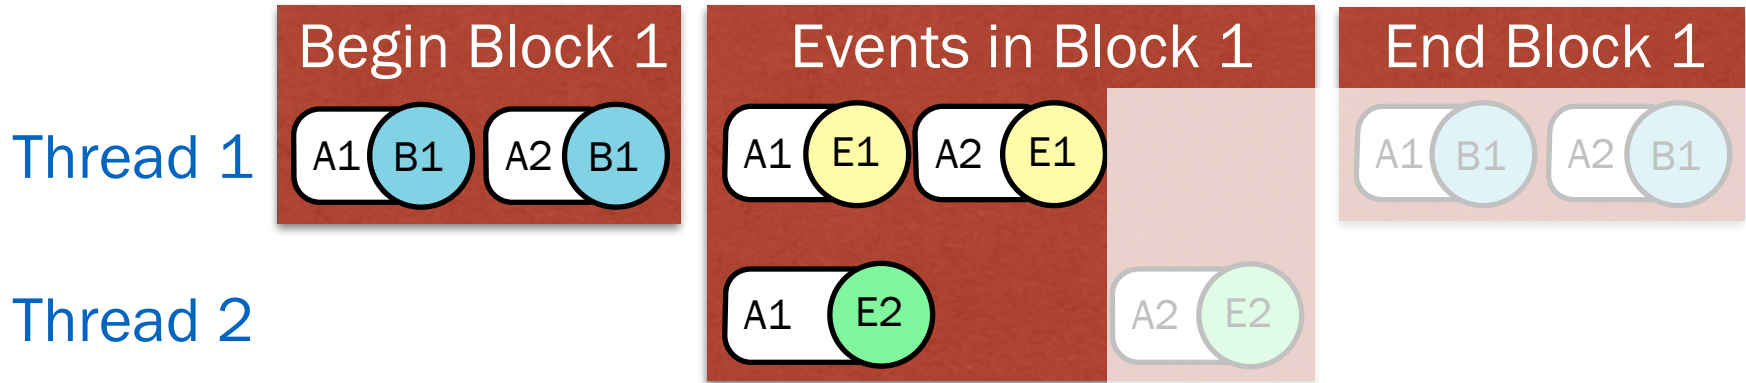 Begin Block 1 Events in Block 1 End Block 1
Thread 1 A1 B1 A2 B1 A1 E1 A2 E1 A1 B1 A2 B1
Thread 2 A1 E2 A2 E2